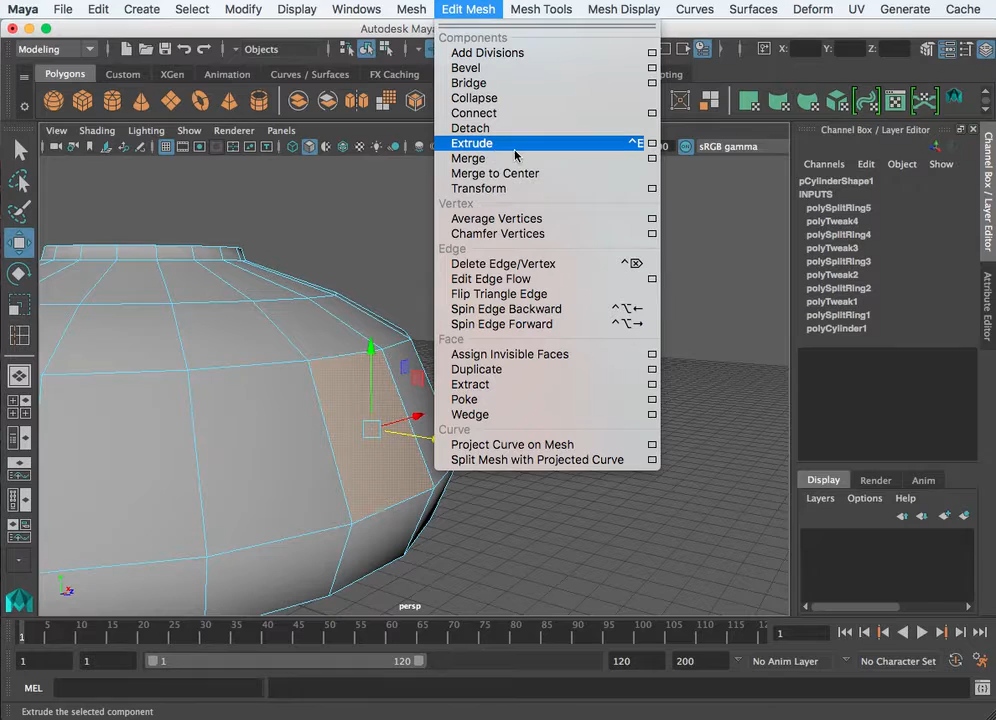 Maya File Edit Create Select Modify Display Windows Mesh Edit Mesh Mesh Tools Mesh Display Curves Surfaces Deform UV Generate Cache
Autodesk Maya
Modeling
Objects
X:
Y:
Z:
Polygons Custom XGen Animation Curves / Surfaces FX Caching
View Shading Lighting Show Renderer Panels
sRGB gamma
Components
Add Divisions
Bevel
Bridge
Collapse
Connect
Detach
Extrude ^E
Merge
Merge to Center
Transform
Vertex
Average Vertices
Chamfer Vertices
Edge
Delete Edge/Vertex ^⌦
Edit Edge Flow
Flip Triangle Edge
Spin Edge Backward ^⌥←
Spin Edge Forward ^⌥→
Face
Assign Invisible Faces
Duplicate
Extract
Poke
Wedge
Curve
Project Curve on Mesh
Split Mesh with Projected Curve
Channel Box / Layer Editor
Channels Edit Object Show
pCylinderShape1
INPUTS
polySplitRing5
polyTweak4
polySplitRing4
polyTweak3
polySplitRing3
polyTweak2
polySplitRing2
polyTweak1
polySplitRing1
polyCylinder1
Display Render Anim
Layers Options Help
Channel Box / Layer Editor
Attribute Editor
persp
1 5 10 15 20 25 30 35 40 45 50 55 60 65 70 75 80 85 90 95 100 105 110 115 12
1
1 1 1 120 120 200 No Anim Layer No Character Set
MEL
Extrude the selected component